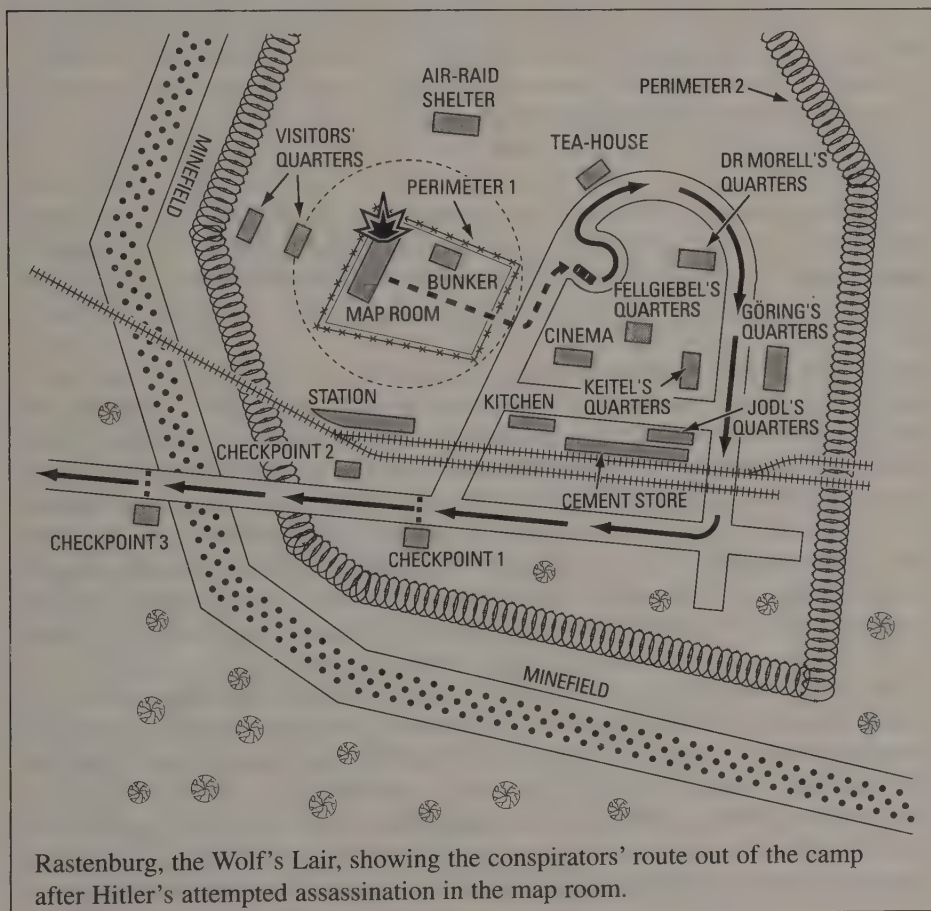 AIR-RAID
SHELTER
PERIMETER 2
MINEFIELD
VISITORS'
QUARTERS
TEA-HOUSE
DR MORELL'S
QUARTERS
PERIMETER 1
BUNKER
MAP ROOM
FELLGIEBEL'S
QUARTERS
GÖRING'S
QUARTERS
CINEMA
KEITEL'S
QUARTERS
STATION
KITCHEN
JODL'S
QUARTERS
CHECKPOINT 2
CEMENT STORE
CHECKPOINT 3
CHECKPOINT 1
MINEFIELD
Rastenburg, the Wolf's Lair, showing the conspirators' route out of the camp
after Hitler's attempted assassination in the map room.